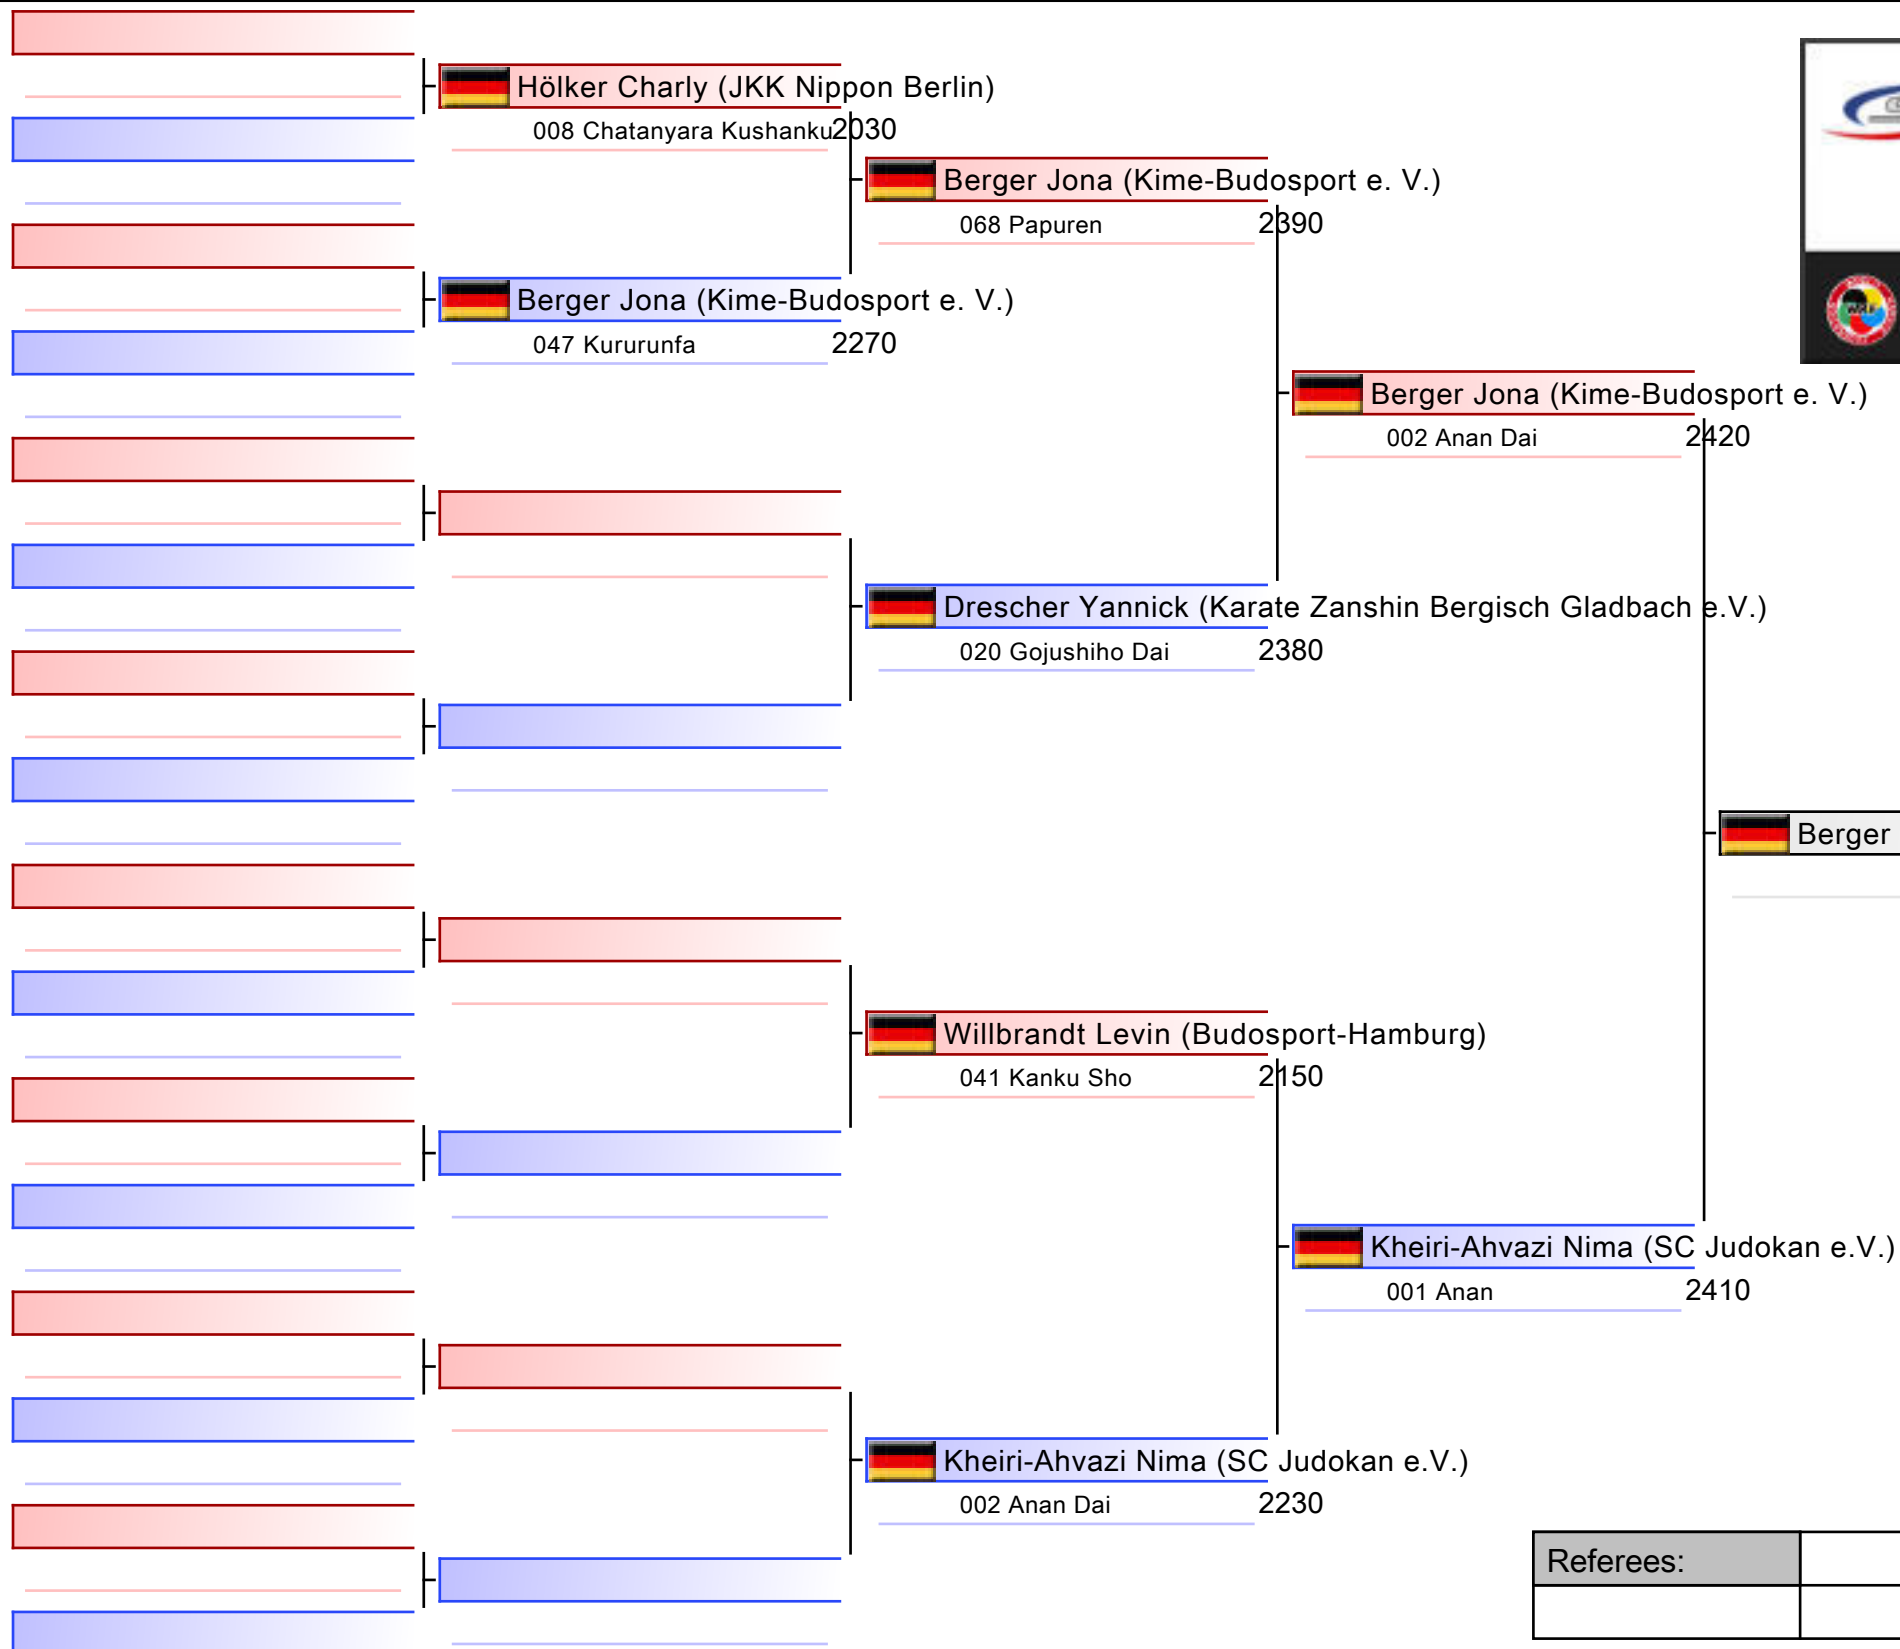 Hölker Charly (JKK Nippon Berlin)
008 Chatanyara Kushanku 2030
Berger Jona (Kime-Budosport e. V.)
068 Papuren 2390
Berger Jona (Kime-Budosport e. V.)
047 Kururunfa 2270
Berger Jona (Kime-Budosport e. V.)
002 Anan Dai 2420
Drescher Yannick (Karate Zanshin Bergisch Gladbach e.V.)
020 Gojushiho Dai 2380
Berger
Willbrandt Levin (Budosport-Hamburg)
041 Kanku Sho 2150
Kheiri-Ahvazi Nima (SC Judokan e.V.)
001 Anan 2410
Kheiri-Ahvazi Nima (SC Judokan e.V.)
002 Anan Dai 2230
Referees: